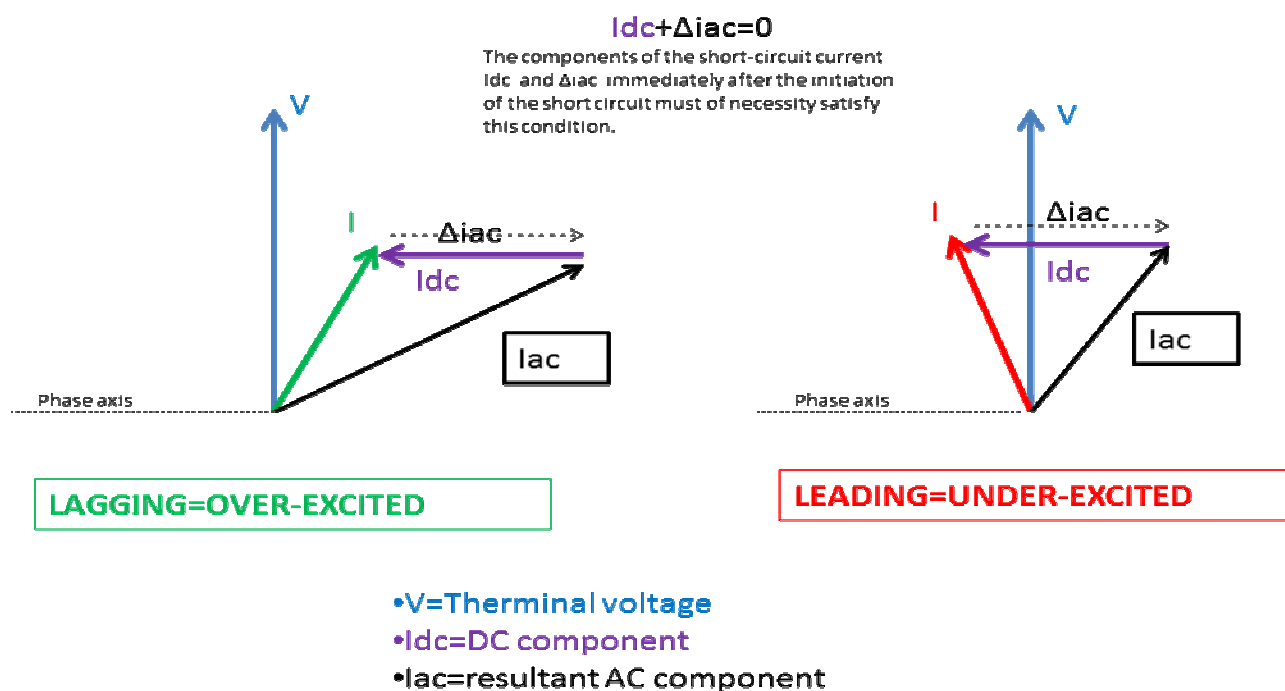 Idc+Δiac=0
The components of the short-circuit current
Idc and Δiac immediately after the initiation
of the short circuit must of necessity satisfy
this condition.
V
I
Δiac
Idc
Iac
Phase axis
LAGGING=OVER-EXCITED
V
I
Δiac
Idc
Iac
Phase axis
LEADING=UNDER-EXCITED
•V=Therminal voltage
•Idc=DC component
•Iac=resultant AC component